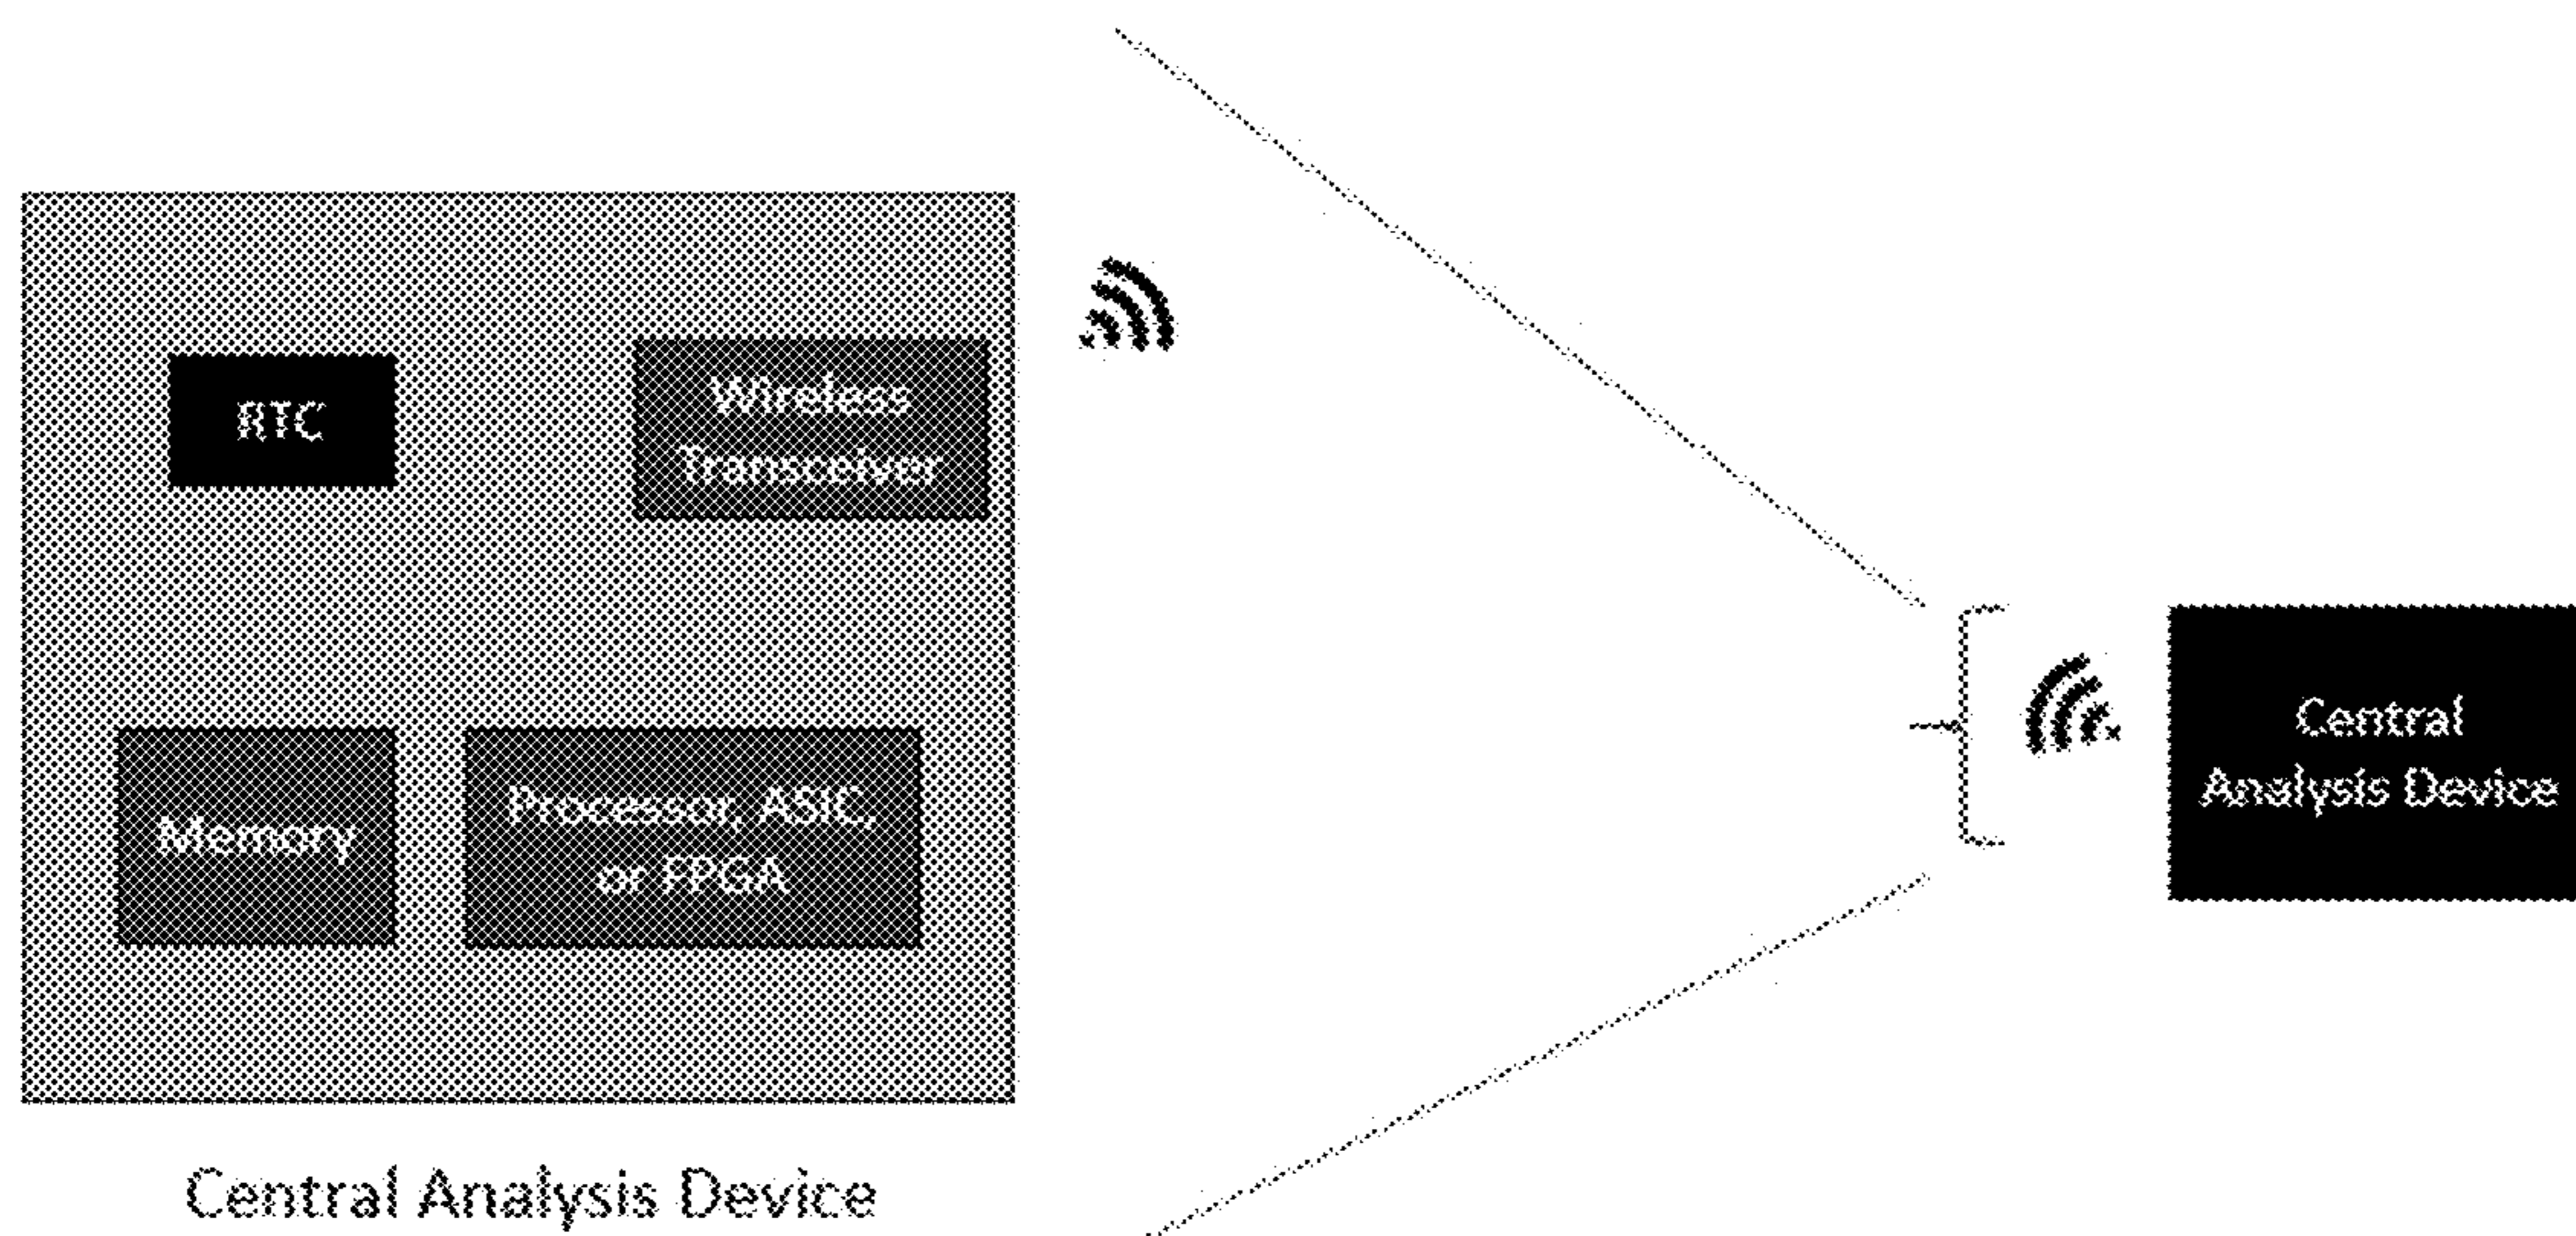 RTC
Wireless
Transceiver
Memory
Processor, ASIC,
or FPGA
Central Analysis Device
Central
Analysis Device